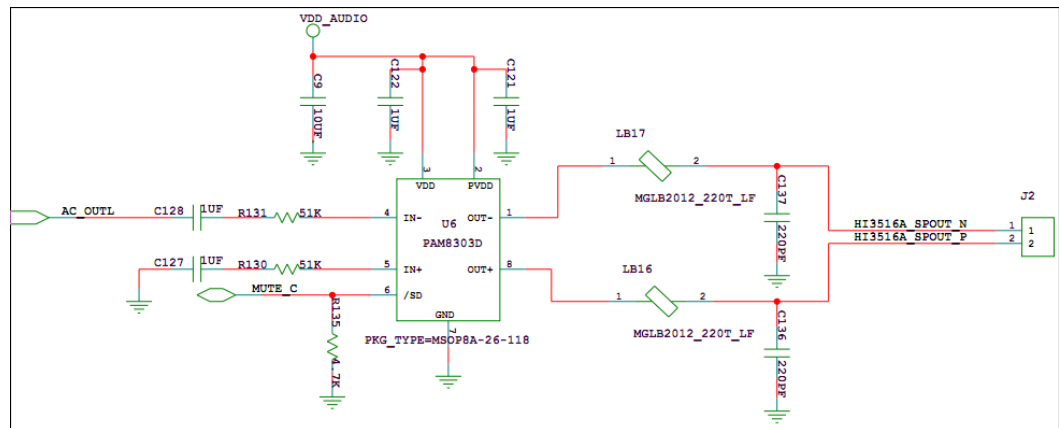 VDD_AUDIO
C9
10UF
C122
1UF
C121
1UF
3
2
VDD
PVDD
LB17
1
2
MGLB2012_220T_LF
C137
220PF
J2
AC_OUTL
C128
1UF
R131
51K
4
IN-
U6
PAM8303D
OUT-
1
HI3516A_SPOUT_N
1
1
HI3516A_SPOUT_P
2
2
C127
1UF
R130
51K
5
IN+
OUT+
8
LB16
1
2
MGLB2012_220T_LF
MUTE_C
6
/SD
R135
4.7K
GND
7
PKG_TYPE=MSOP8A-26-118
C136
220PF